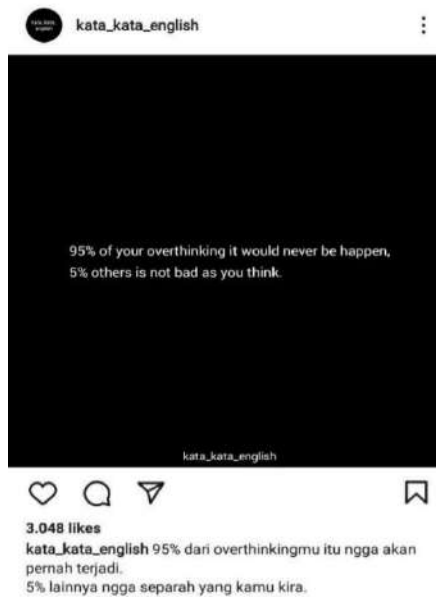 kata_kata_english
95% of your overthinking it would never be happen,
5% others is not bad as you think.
kata_kata_english
3.048 likes
kata_kata_english 95% dari overthinkingmu itu ngga akan
pernah terjadi.
5% lainnya ngga separah yang kamu kira.